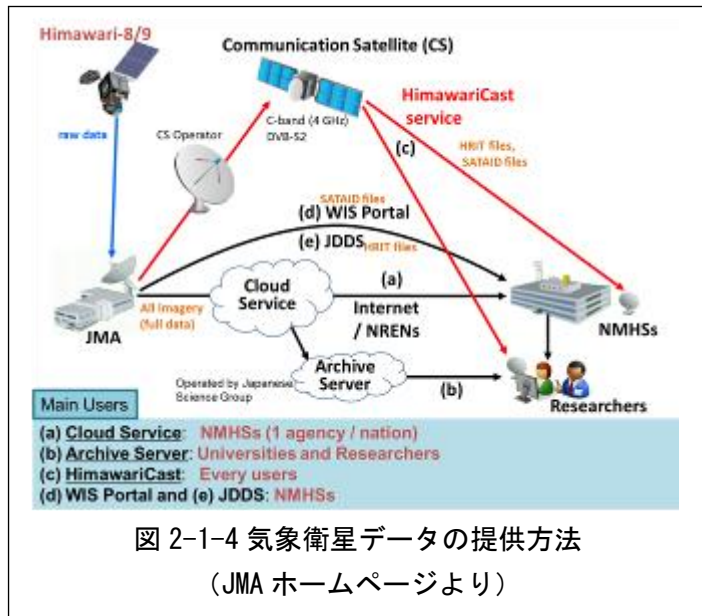 Himawari-8/9
Communication Satellite (CS)
HimawariCast
service
raw data
CS Operator
C-band (4 GHz)
DVB-S2
(c)
HRIT files,
SATAID files
SATAID files
(d) WIS Portal
(e) JDDS
HRIT files
(a)
Cloud
Service
All Imagery
(full data)
JMA
Internet
/ NRENs
NMHSs
Archive
Server
Operated by Japanese
Science Group
(b)
Researchers
Main Users
(a) Cloud Service: NMHSs (1 agency / nation)
(b) Archive Server: Universities and Researchers
(c) HimawariCast: Every users
(d) WIS Portal and (e) JDDS: NMHSs
図 2-1-4 気象衛星データの提供方法
(JMA ホームページより)